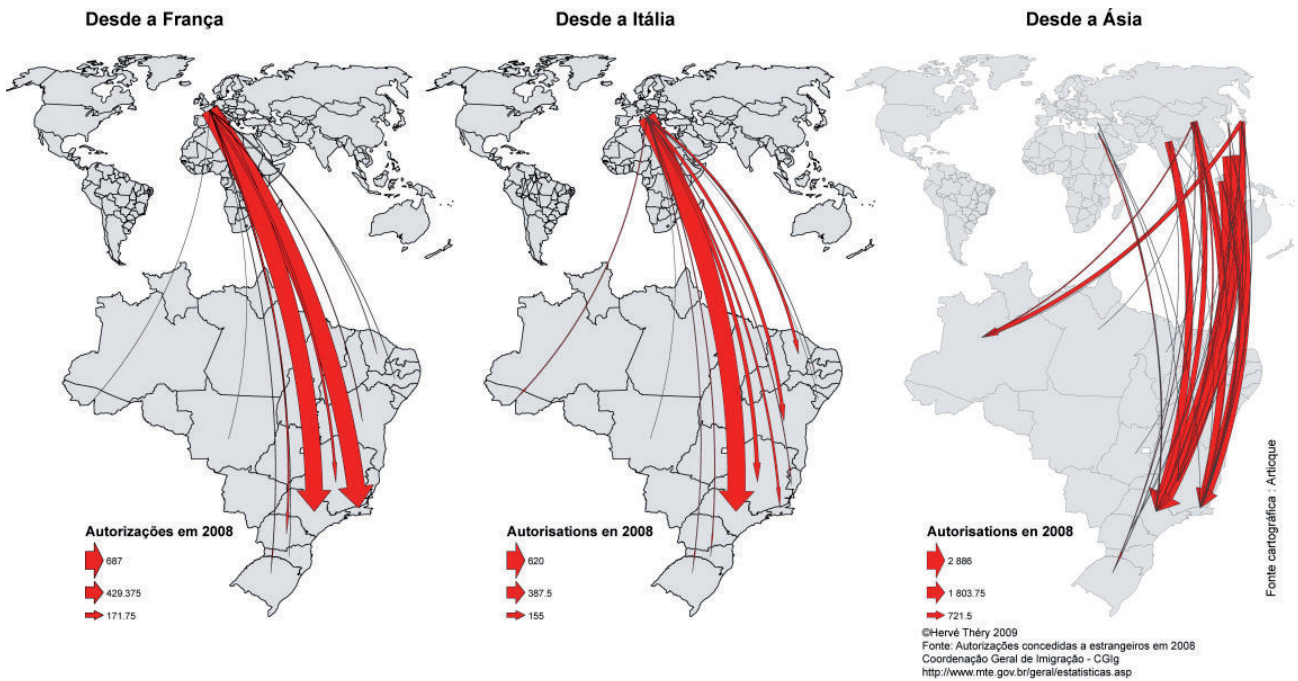 Desde a França
Desde a Itália
Desde a Ásia
Autorizações em 2008
687
429.375
171.75
Autorisations en 2008
620
387.5
155
Autorisations en 2008
2 886
1 803.75
721.5
Fonte cartográfica : Articque
©Hervé Théry 2009
Fonte: Autorizações concedidas a estrangeiros em 2008
Coordenação Geral de Imigração - CGIg
http://www.mte.gov.br/geral/estatisticas.asp